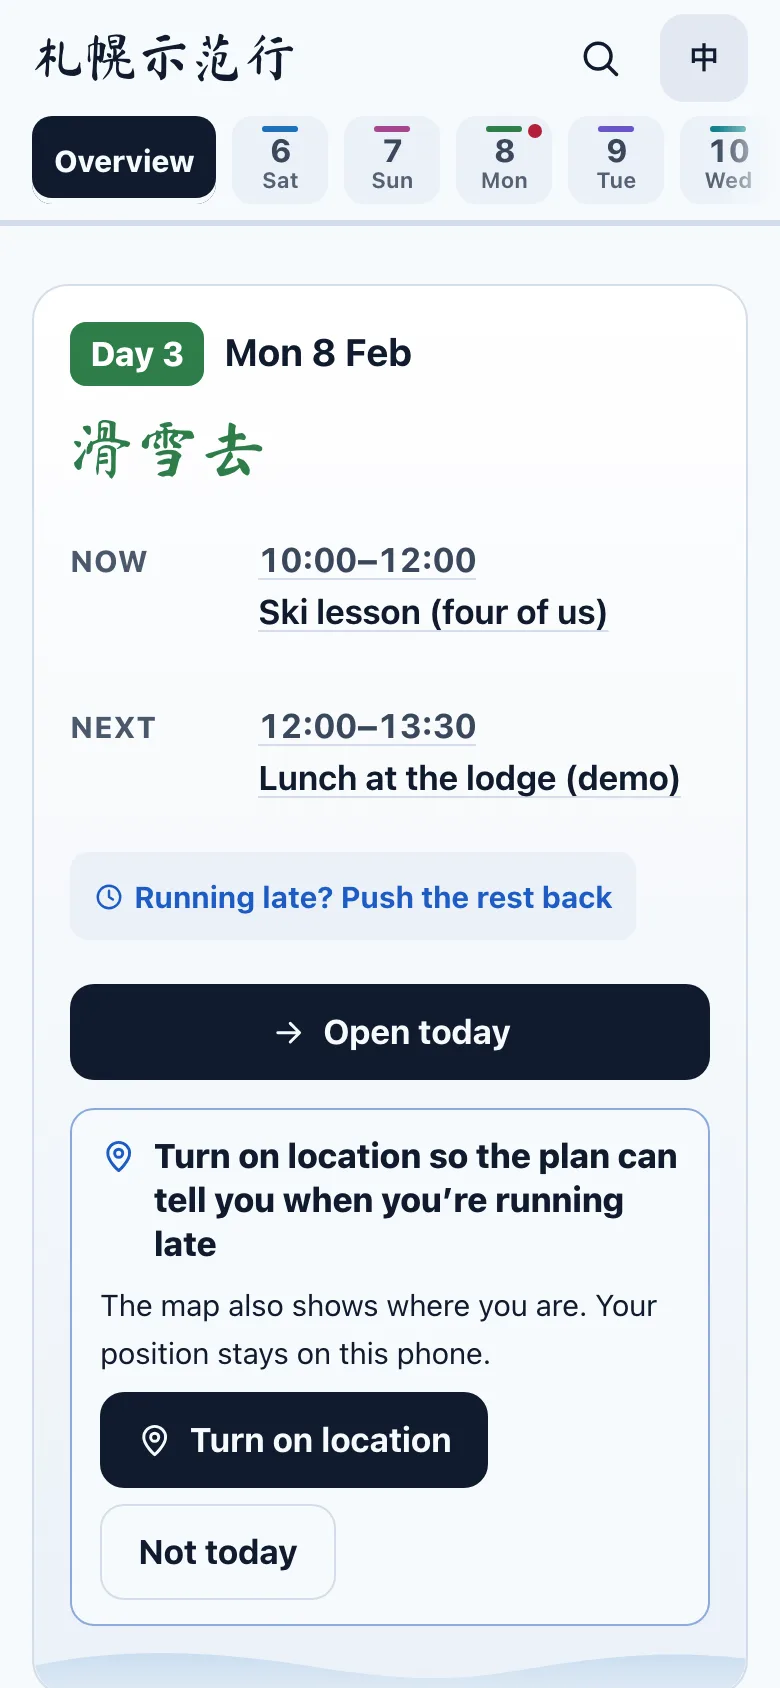 札幌示范行
中
Overview
6
Sat
7
Sun
8
Mon
9
Tue
10
Wed
Day 3
Mon 8 Feb
滑雪去
NOW
10:00–12:00
Ski lesson (four of us)
NEXT
12:00–13:30
Lunch at the lodge (demo)
Running late? Push the rest back
Open today
Turn on location so the plan can
tell you when you’re running
late
The map also shows where you are. Your
position stays on this phone.
Turn on location
Not today